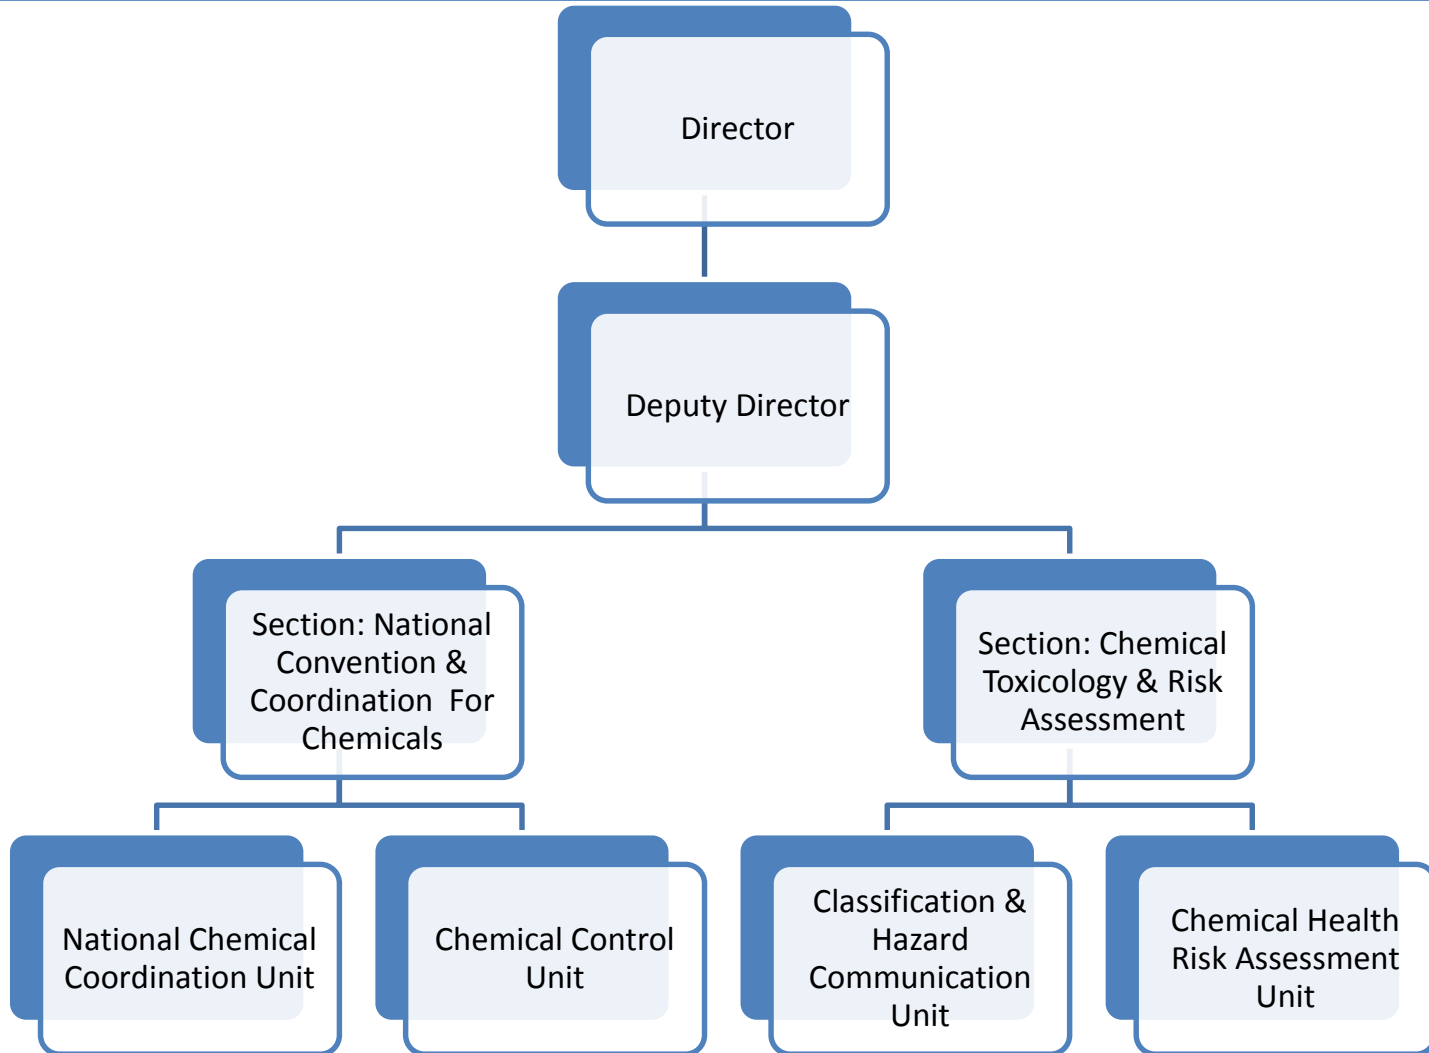 Director
Deputy Director
Section: National
Convention &
Coordination  For
Chemicals
Section: Chemical
Toxicology & Risk
Assessment
National Chemical
Coordination Unit
Chemical Control
Unit
Classification &
Hazard
Communication
Unit
Chemical Health
Risk Assessment
Unit